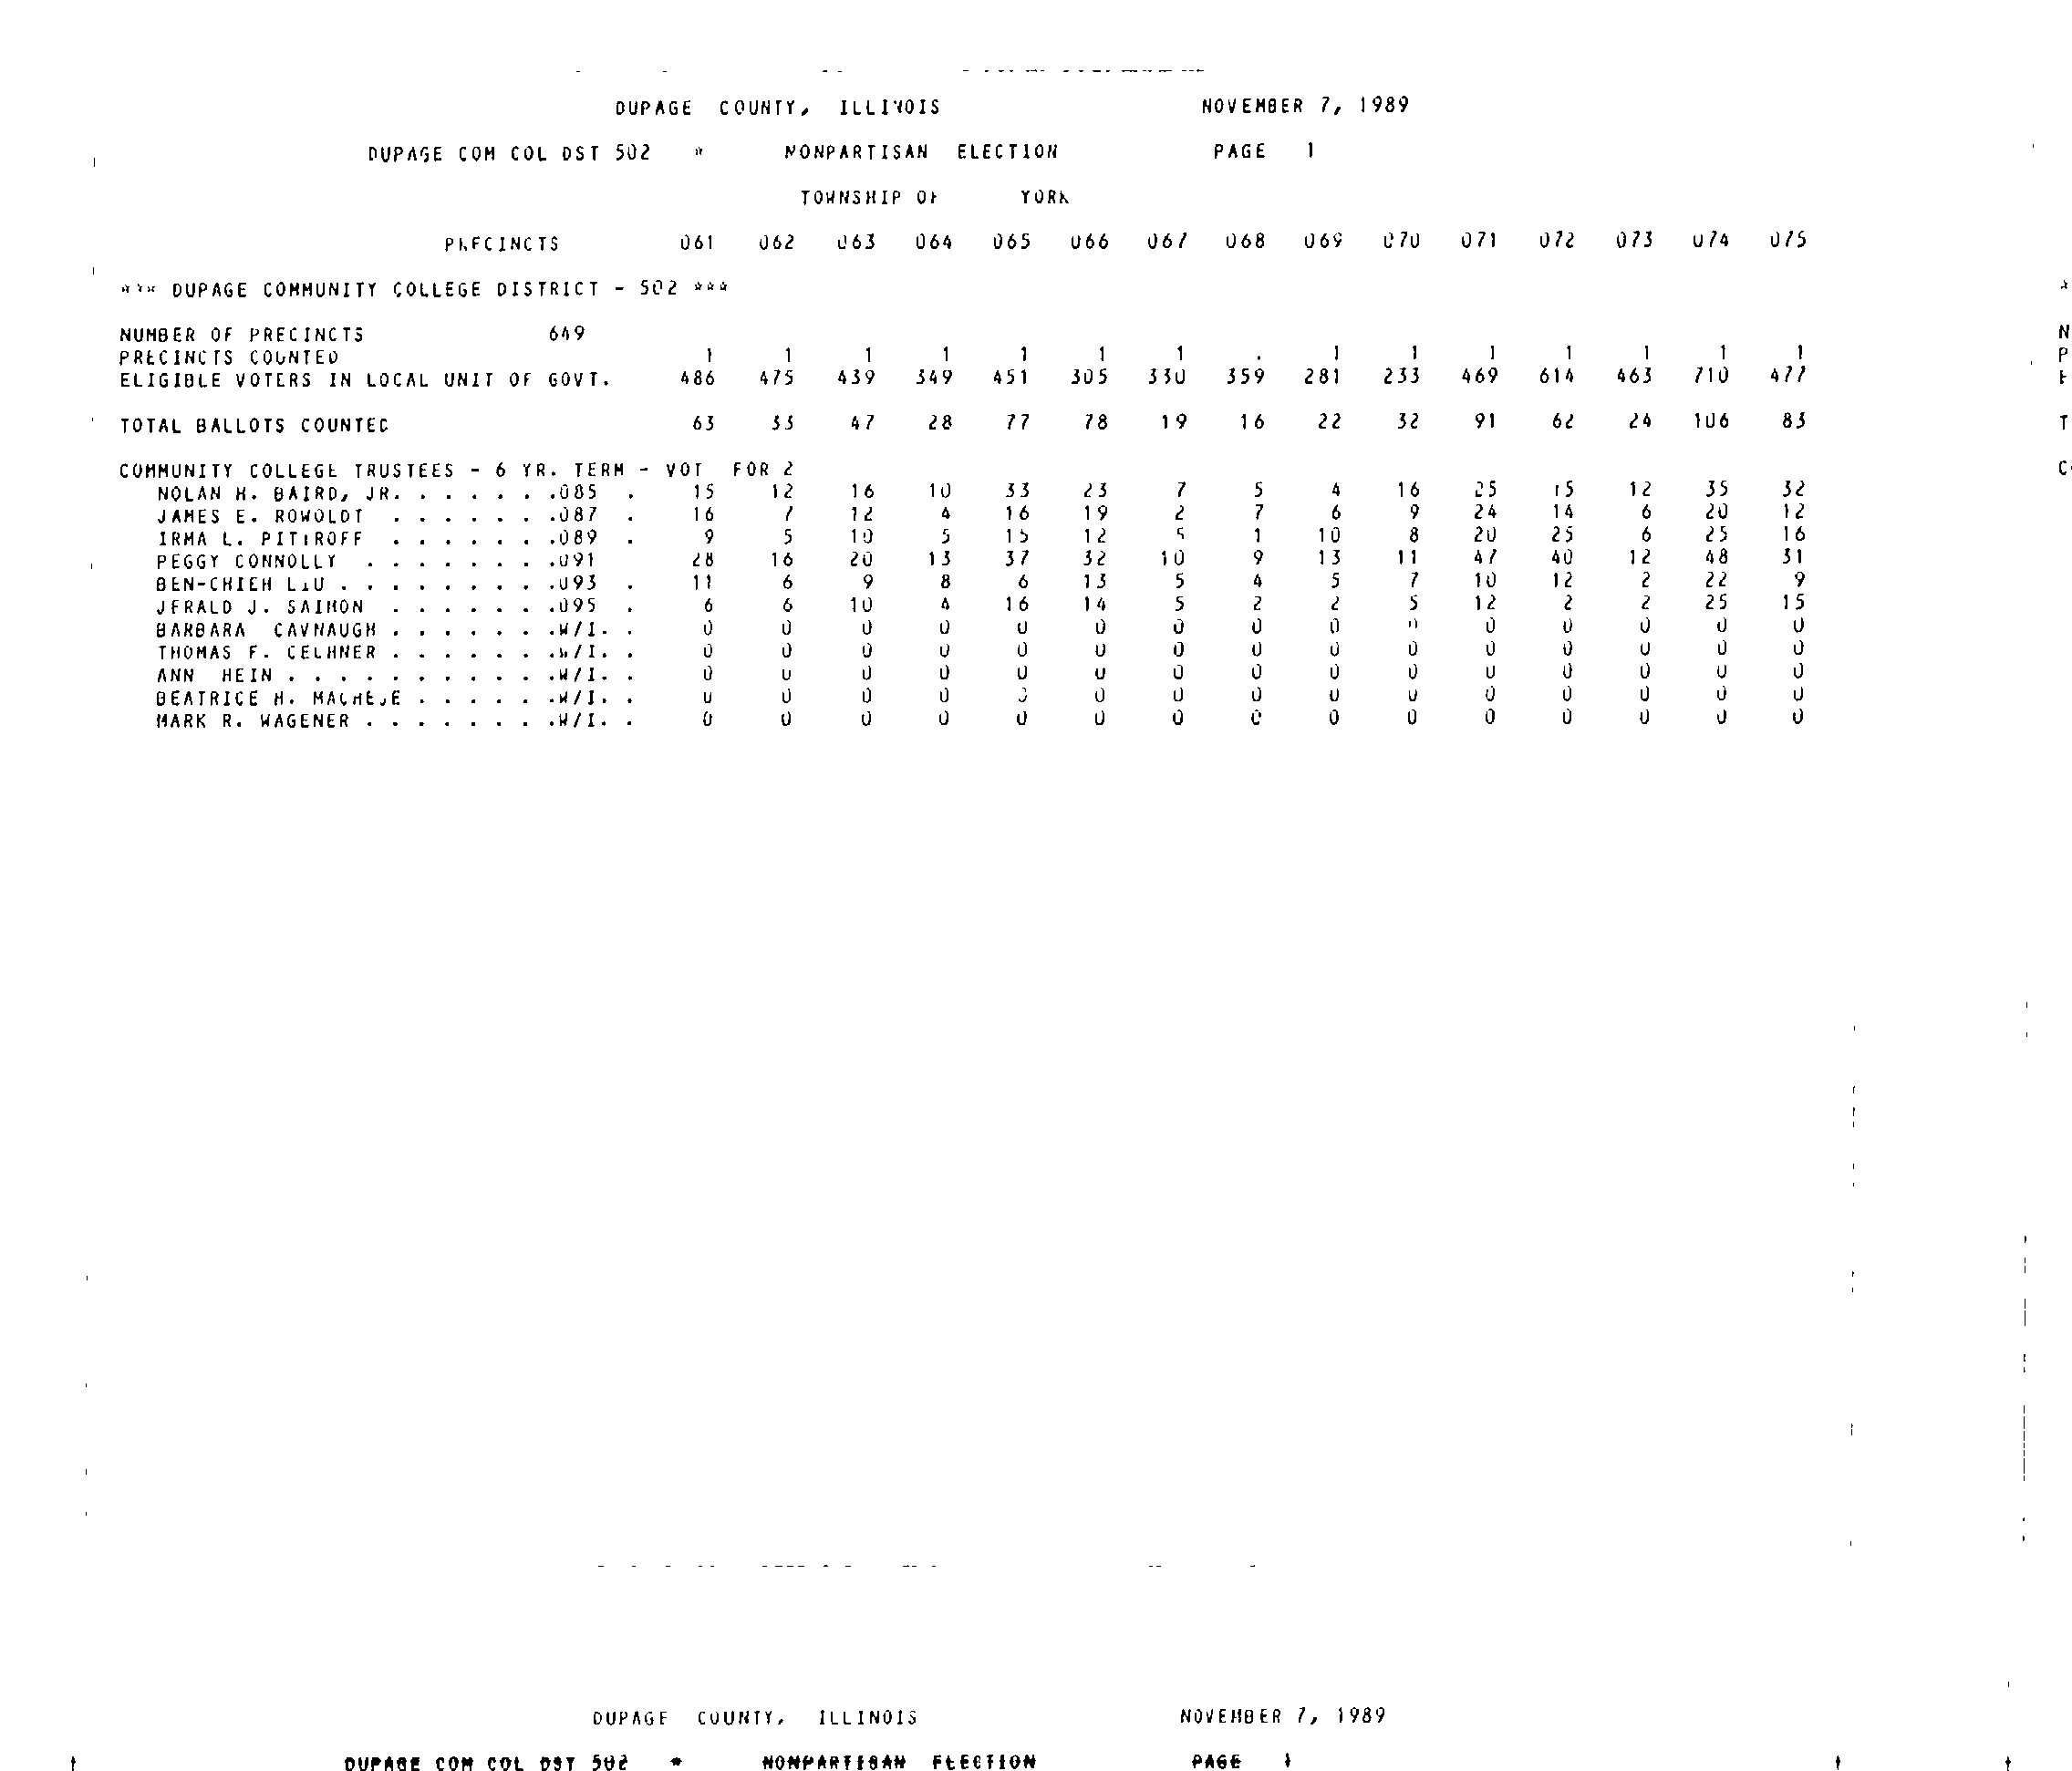 DUPAGE COUNTY, ILLINOIS NOVEMBER 7, 1989
DUPAGE COM COL DST 502 * NONPARTISAN ELECTION PAGE 1
TOWNSHIP OF YORK
PRECINCTS 061 062 063 064 065 066 067 068 069 070 071 072 073 074 075
*** DUPAGE COMMUNITY COLLEGE DISTRICT - 502 ***
NUMBER OF PRECINCTS 649
PRECINCTS COUNTED 1 1 1 1 1 1 1 . 1 1 1 1 1 1 1
ELIGIBLE VOTERS IN LOCAL UNIT OF GOVT. 486 475 439 349 451 305 330 359 281 233 469 614 463 710 477
TOTAL BALLOTS COUNTED 63 33 47 28 77 78 19 16 22 32 91 62 24 106 83
COMMUNITY COLLEGE TRUSTEES - 6 YR. TERM - VOT FOR 2
NOLAN H. BAIRD, JR. . . . . . .085 . 15 12 16 10 33 23 7 5 4 16 25 15 12 35 32
JAMES E. ROWOLDT . . . . . . .087 . 16 7 12 4 16 19 2 7 6 9 24 14 6 20 12
IRMA L. PITIROFF . . . . . . .089 . 9 5 10 5 15 12 5 1 10 8 20 25 6 25 16
PEGGY CONNOLLY . . . . . . . .091 . 28 16 20 13 37 32 10 9 13 11 47 40 12 48 31
BEN-CHIEH LIU . . . . . . . . .093 . 11 6 9 8 6 13 5 4 5 7 10 12 2 22 9
JERALD J. SAIMON . . . . . . .095 . 6 6 10 4 16 14 5 2 2 5 12 2 2 25 15
BARBARA CAVNAUGH . . . . . . .W/I. . 0 0 0 0 0 0 0 0 0 0 0 0 0 0 0
THOMAS F. CELHNER . . . . . . .W/I. . 0 0 0 0 0 0 0 0 0 0 0 0 0 0 0
ANN HEIN . . . . . . . . . . .W/I. . 0 0 0 0 0 0 0 0 0 0 0 0 0 0 0
BEATRICE H. . . . . . .W/I. . 0 0 0 0 0 0 0 0 0 0 0 0 0 0 0
MARK R. WAGENER . . . . . . . .W/I. . 0 0 0 0 0 0 0 0 0 0 0 0 0 0 0
DUPAGE COUNTY, ILLINOIS NOVEMBER 7, 1989
DUPAGE COM COL DST 502 * NONPARTISAN ELECTION PAGE 1